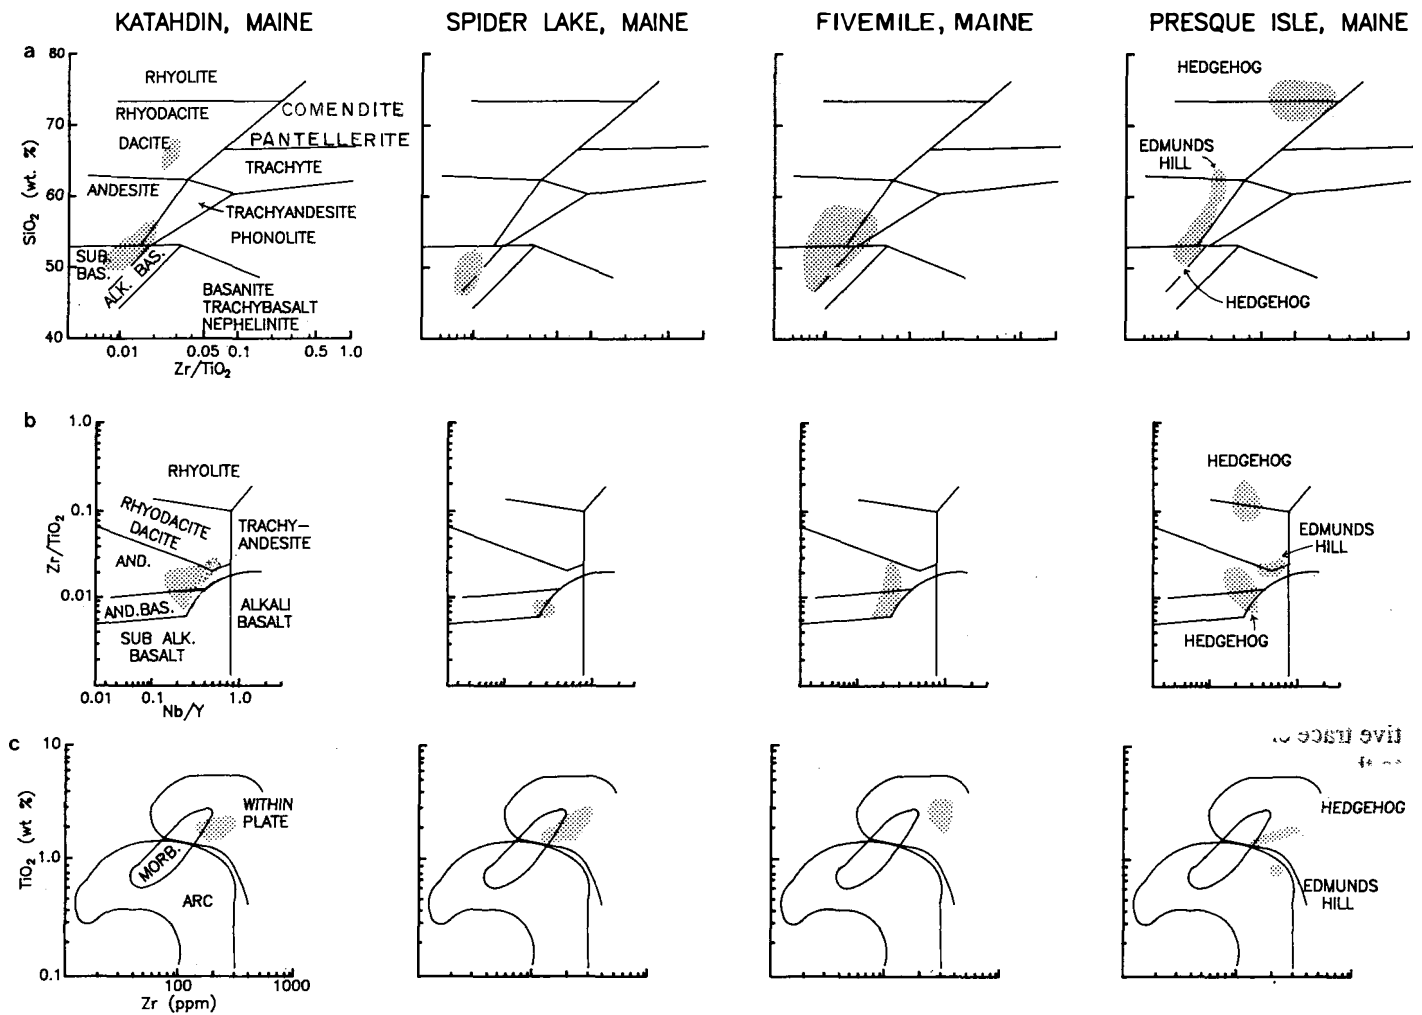 KATAHDIN, MAINE
SPIDER LAKE, MAINE
FIVEMILE, MAINE
PRESQUE ISLE, MAINE
a
80
70
60
50
40
SiO₂ (wt. %)
RHYOLITE
RHYODACITE
COMENDITE
DACITE
PANTELLERITE
TRACHYTE
ANDESITE
TRACHYANDESITE
PHONOLITE
SUB.
BAS.
ALK. BAS.
BASANITE
TRACHYBASALT
NEPHELINITE
0.01
0.05
0.1
0.5
1.0
Zr/TiO₂
HEDGEHOG
EDMUNDS
HILL
HEDGEHOG
b
1.0
0.1
0.01
Zr/TiO₂
RHYOLITE
RHYODACITE
DACITE
TRACHY-
ANDESITE
AND.
AND.BAS.
ALKALI
BASALT
SUB ALK.
BASALT
0.01
0.1
1.0
Nb/Y
HEDGEHOG
EDMUNDS
HILL
HEDGEHOG
c
10
1.0
0.1
TiO₂ (wt %)
WITHIN
PLATE
MORB.
ARC
100
1000
Zr (ppm)
HEDGEHOG
EDMUNDS
HILL